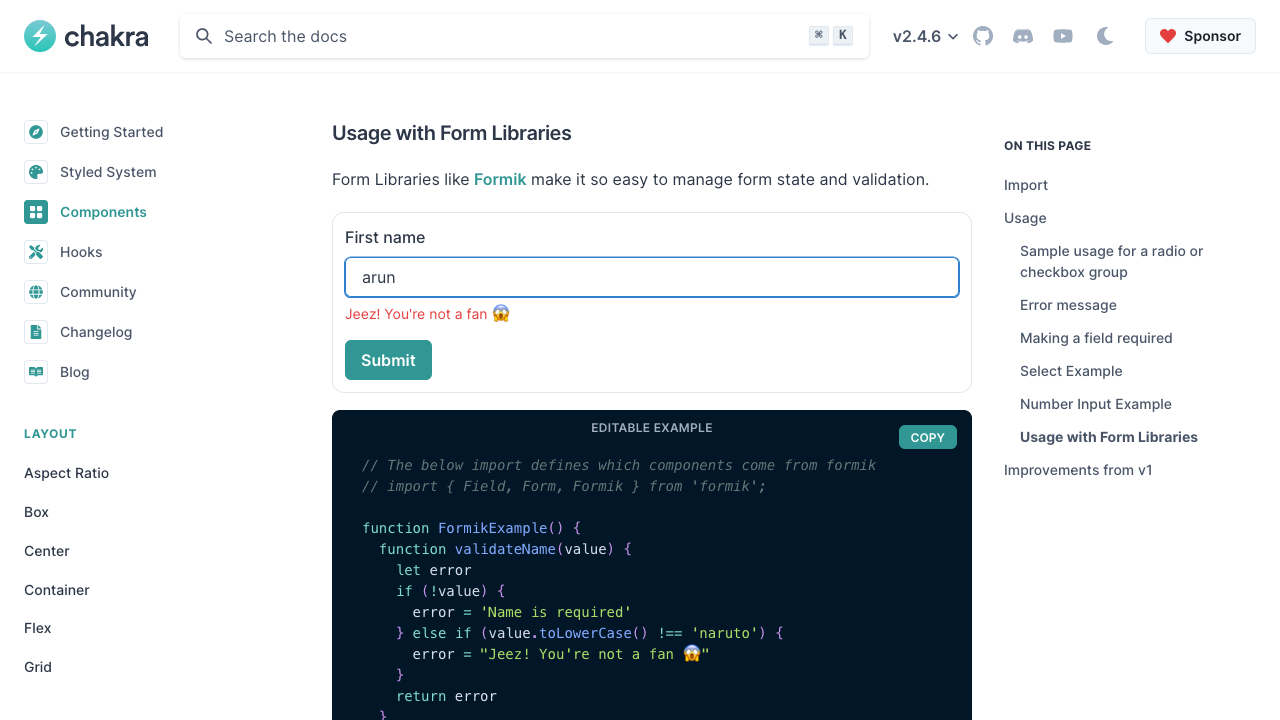 chakra
Search the docs
⌘ K
v2.4.6
Sponsor
Getting Started
Styled System
Components
Hooks
Community
Changelog
Blog
LAYOUT
Aspect Ratio
Box
Center
Container
Flex
Grid
Usage with Form Libraries
Form Libraries like Formik make it so easy to manage form state and validation.
First name
arun
Jeez! You're not a fan 😱
Submit
EDITABLE EXAMPLE
COPY
// The below import defines which components come from formik
// import { Field, Form, Formik } from 'formik';
function FormikExample() {
  function validateName(value) {
    let error
    if (!value) {
      error = 'Name is required'
    } else if (value.toLowerCase() !== 'naruto') {
      error = "Jeez! You're not a fan 😱"
    }
    return error
  }
ON THIS PAGE
Import
Usage
Sample usage for a radio or
checkbox group
Error message
Making a field required
Select Example
Number Input Example
Usage with Form Libraries
Improvements from v1